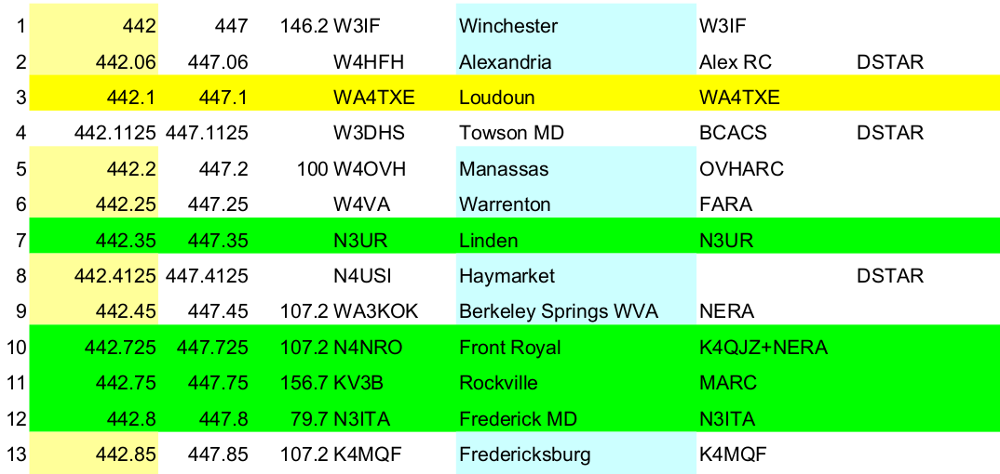 1 442 447 146.2 W3IF Winchester W3IF
2 442.06 447.06 W4HFH Alexandria Alex RC DSTAR
3 442.1 447.1 WA4TXE Loudoun WA4TXE
4 442.1125 447.1125 W3DHS Towson MD BCACS DSTAR
5 442.2 447.2 100 W4OVH Manassas OVHARC
6 442.25 447.25 W4VA Warrenton FARA
7 442.35 447.35 N3UR Linden N3UR
8 442.4125 447.4125 N4USI Haymarket DSTAR
9 442.45 447.45 107.2 WA3KOK Berkeley Springs WVA NERA
10 442.725 447.725 107.2 N4NRO Front Royal K4QJZ+NERA
11 442.75 447.75 156.7 KV3B Rockville MARC
12 442.8 447.8 79.7 N3ITA Frederick MD N3ITA
13 442.85 447.85 107.2 K4MQF Fredericksburg K4MQF